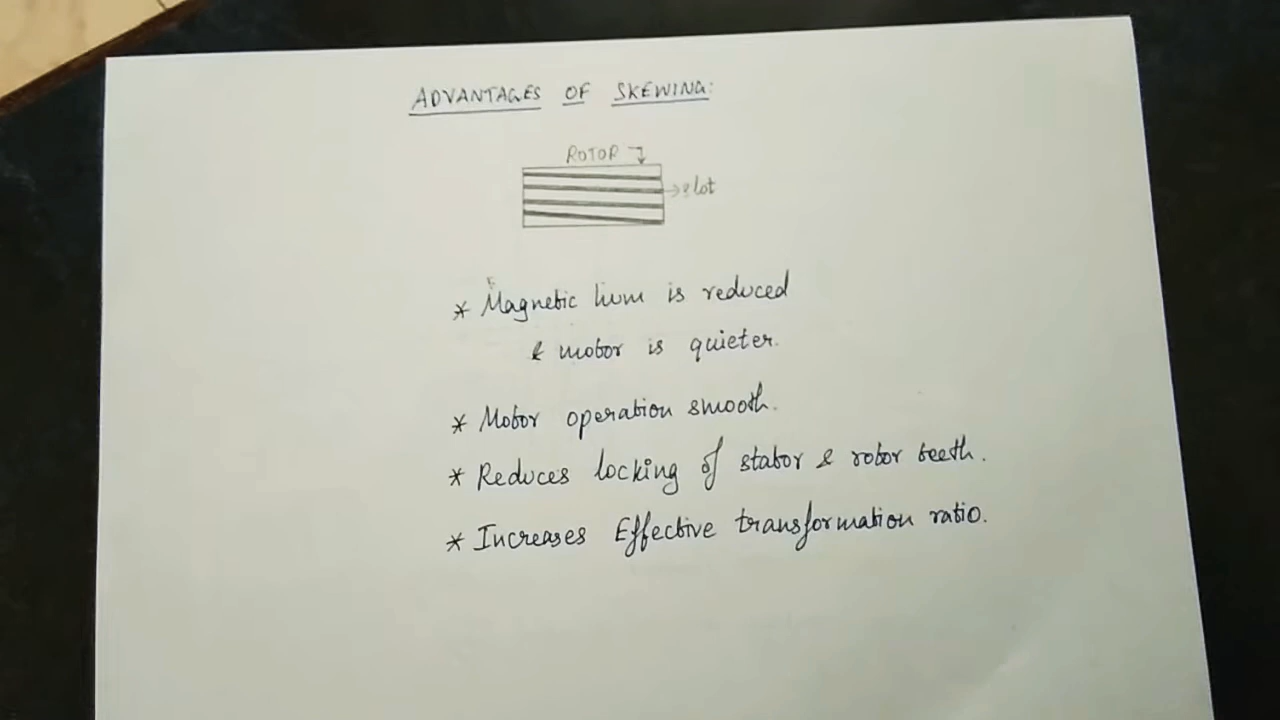 ADVANTAGES OF SKEWING:
ROTOR
slot
* Magnetic hum is reduced
& motor is quieter.
* Motor operation smooth.
* Reduces locking of stator & rotor teeth.
* Increases Effective transformation ratio.